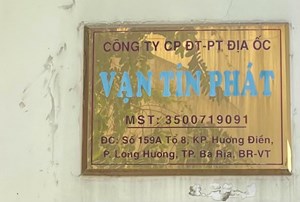 CÔNG TY CP ĐT-PT ĐỊA ỐC
VẠN TÍN PHÁT
MST: 3500719091
ĐC: Số 159A Tổ 8, KP. Hương Điền,
P. Long Hương, TP. Bà Rịa, BR-VT